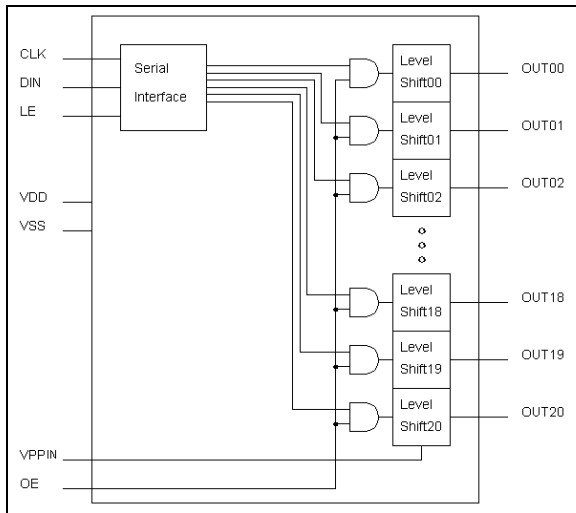 CLK
DIN
LE
VDD
VSS
VPPIN
OE
Serial
Interface
Level
Shift00
Level
Shift01
Level
Shift02
Level
Shift18
Level
Shift19
Level
Shift20
OUT00
OUT01
OUT02
OUT18
OUT19
OUT20